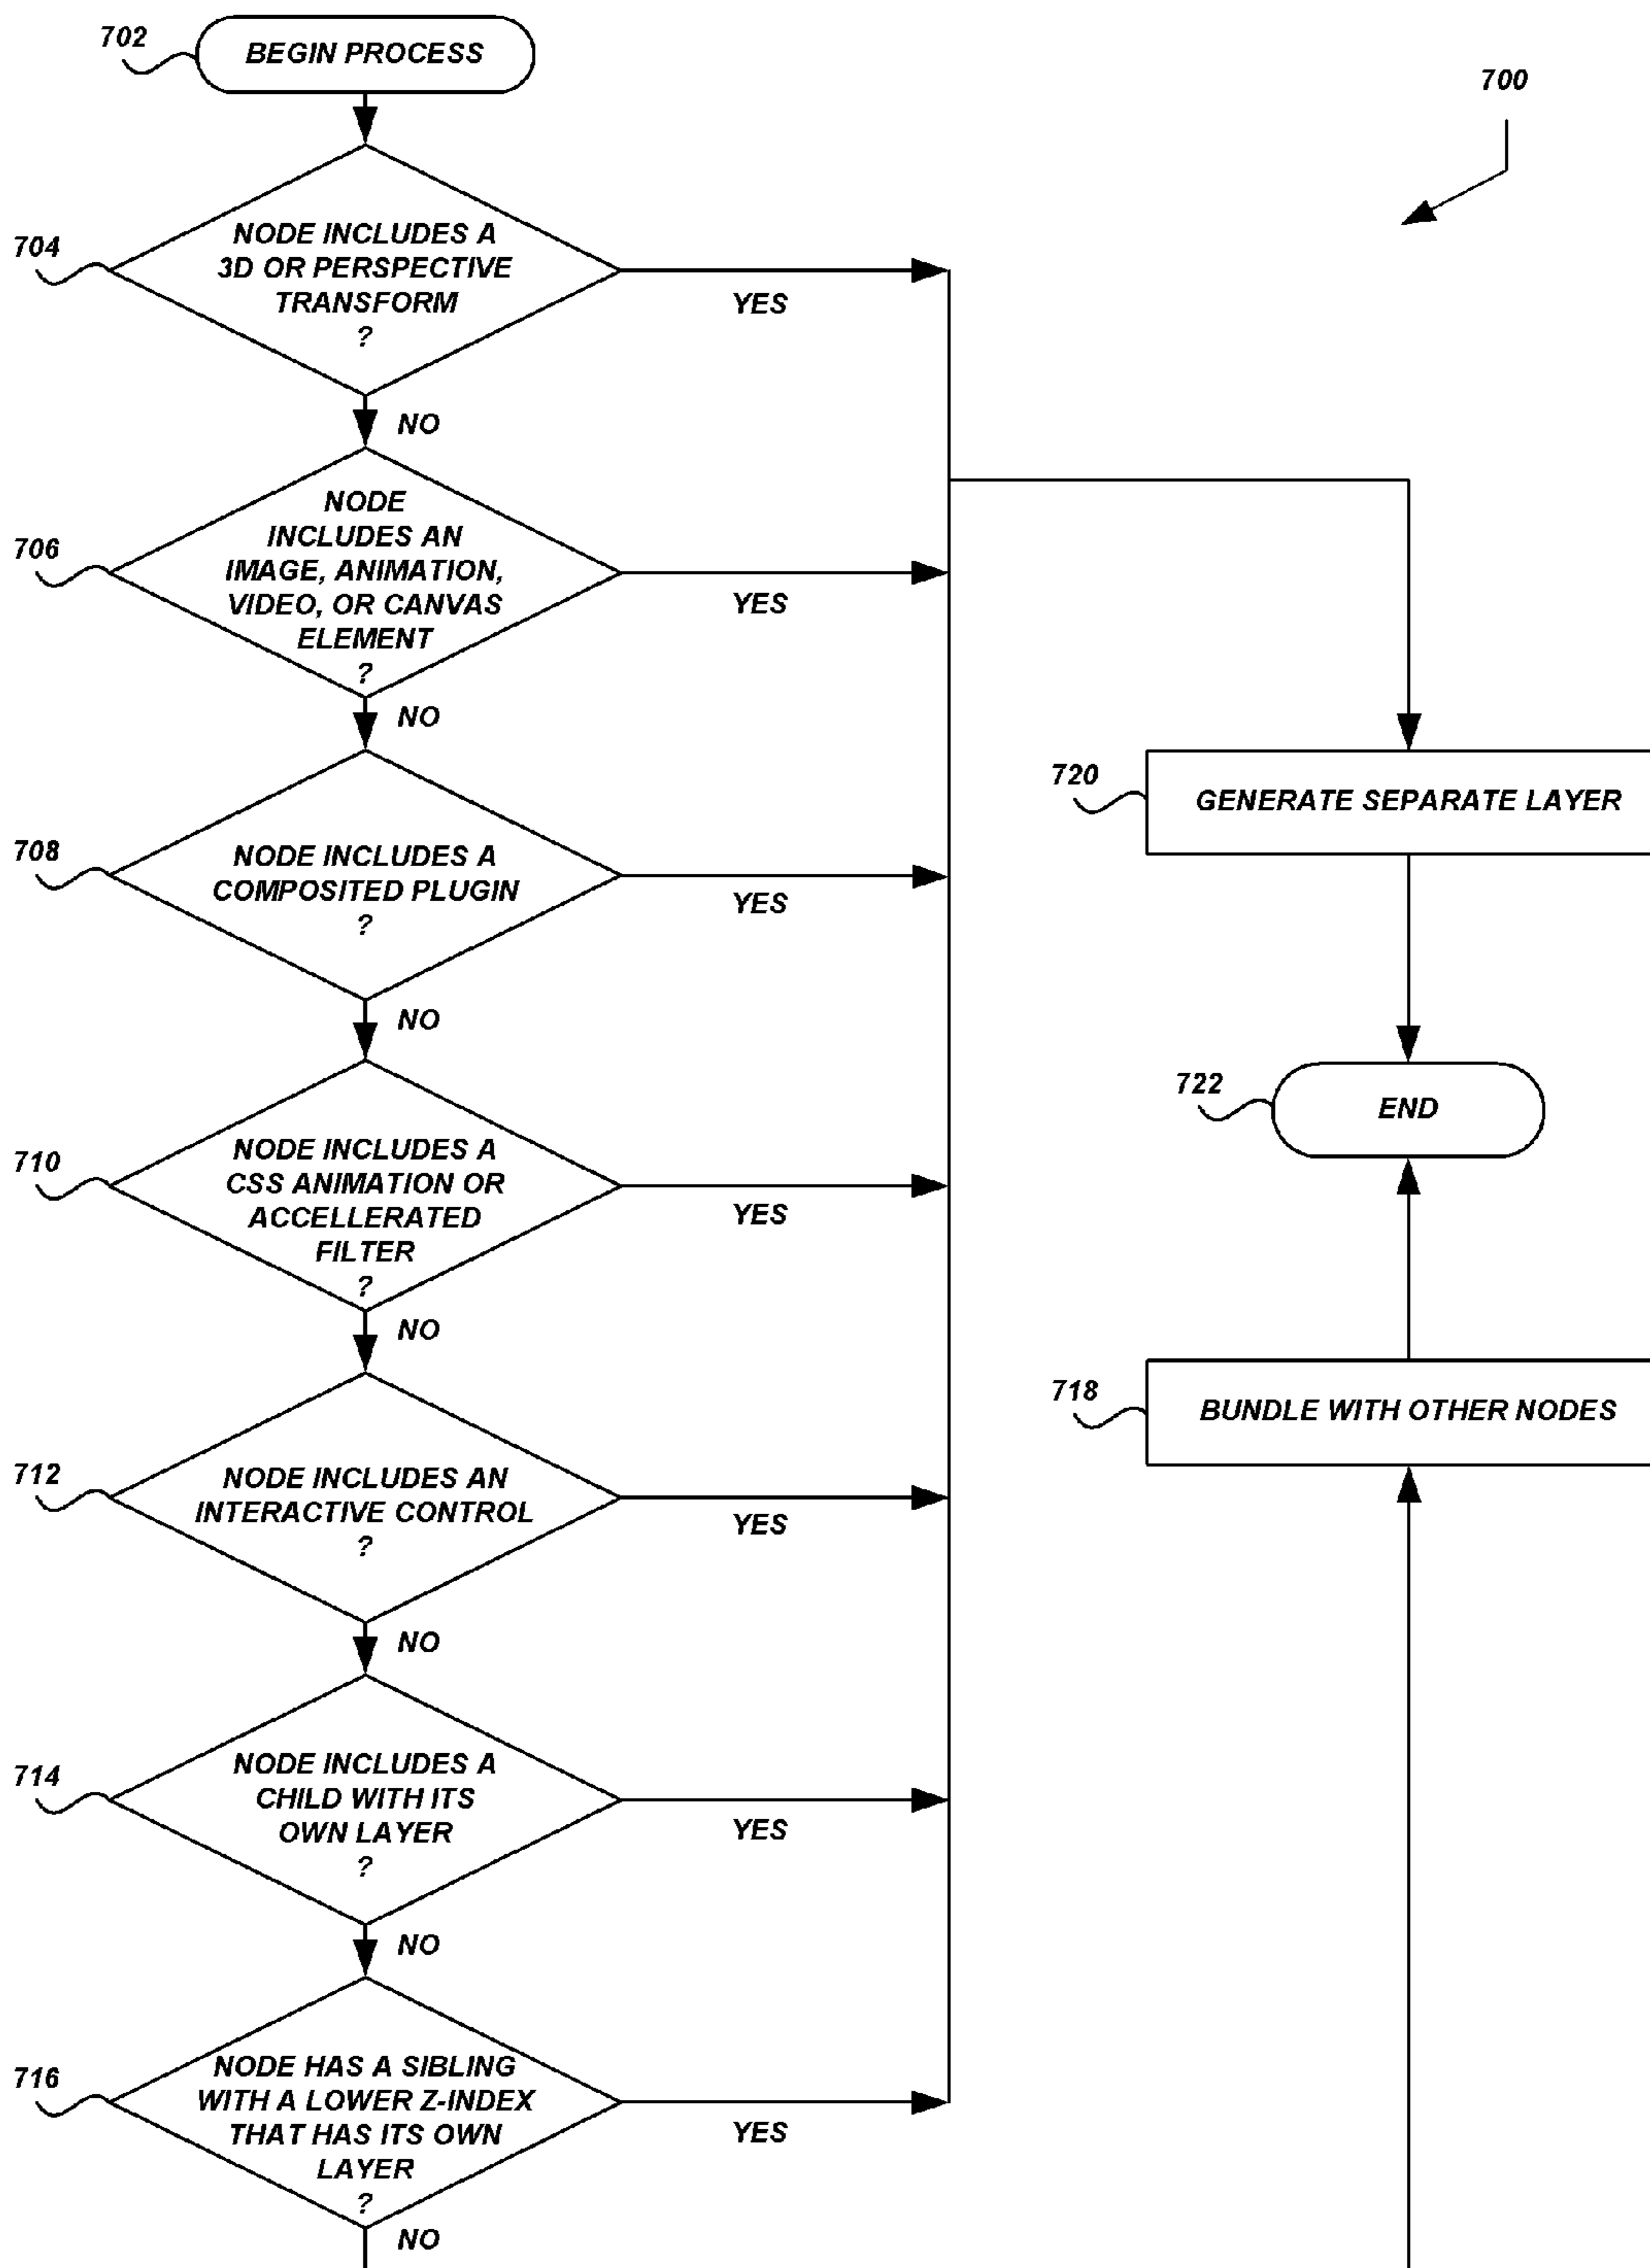 702
BEGIN PROCESS
700
704
NODE INCLUDES A
3D OR PERSPECTIVE
TRANSFORM
?
YES
NO
706
NODE
INCLUDES AN
IMAGE, ANIMATION,
VIDEO, OR CANVAS
ELEMENT
?
YES
NO
708
NODE INCLUDES A
COMPOSITED PLUGIN
?
YES
NO
710
NODE INCLUDES A
CSS ANIMATION OR
ACCELLERATED
FILTER
?
YES
NO
712
NODE INCLUDES AN
INTERACTIVE CONTROL
?
YES
NO
714
NODE INCLUDES A
CHILD WITH ITS
OWN LAYER
?
YES
NO
716
NODE HAS A SIBLING
WITH A LOWER Z-INDEX
THAT HAS ITS OWN
LAYER
?
YES
NO
720
GENERATE SEPARATE LAYER
722
END
718
BUNDLE WITH OTHER NODES